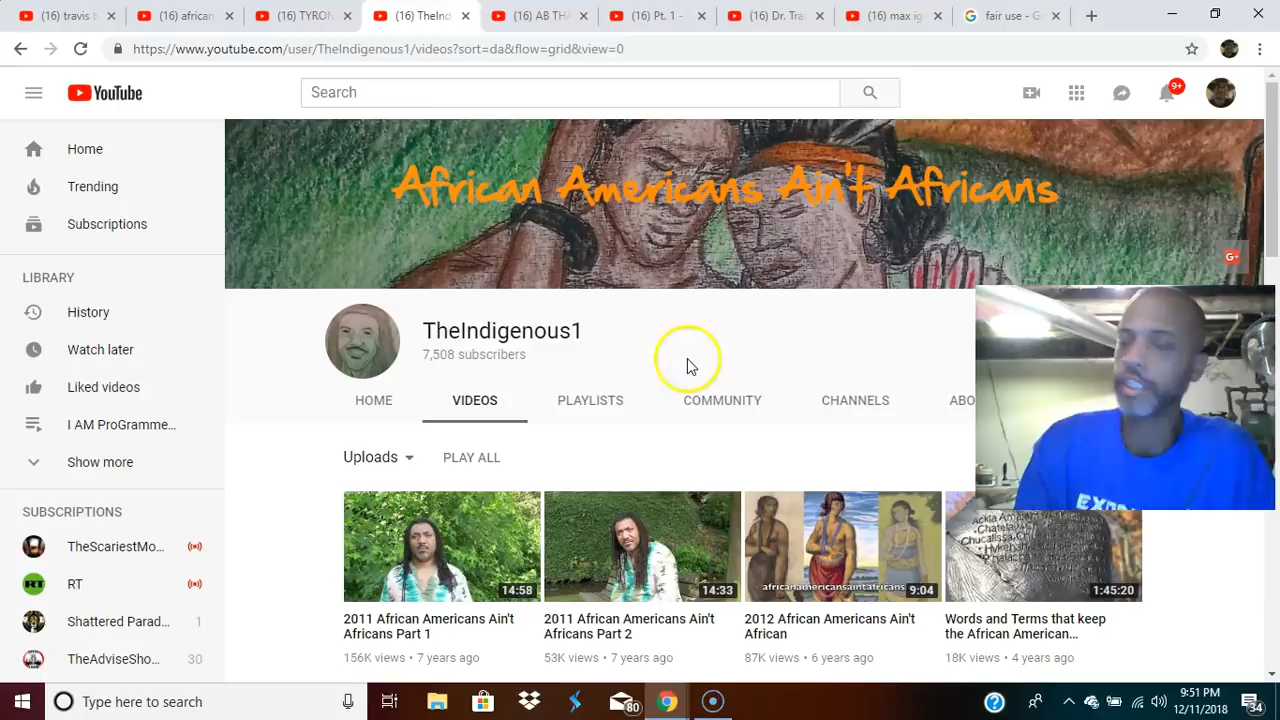 (16) travis b
(16) african
(16) TYRON
(16) TheInd
(16) AB THA
(16) Pt. 1 -
(16) Dr. Tra
(16) max ig
fair use - G
https://www.youtube.com/user/TheIndigenous1/videos?sort=da&flow=grid&view=0
YouTube
Search
9+
Home
Trending
Subscriptions
African Americans Ain't Africans
G+
LIBRARY
History
Watch later
Liked videos
I AM ProGramme...
Show more
TheIndigenous1
7,508 subscribers
HOME
VIDEOS
PLAYLISTS
COMMUNITY
CHANNELS
ABO
Uploads
PLAY ALL
SUBSCRIPTIONS
TheScariestMo...
RT
Shattered Parad... 1
TheAdviseSho... 30
14:58
14:33
africanamericansaintafricans
9:04
1:45:20
2011 African Americans Ain't
Africans Part 1
156K views • 7 years ago
2011 African Americans Ain't
Africans Part 2
53K views • 7 years ago
2012 African Americans Ain't
African
87K views • 6 years ago
Words and Terms that keep
the African American...
18K views • 4 years ago
Type here to search
80
9:51 PM
12/11/2018
34